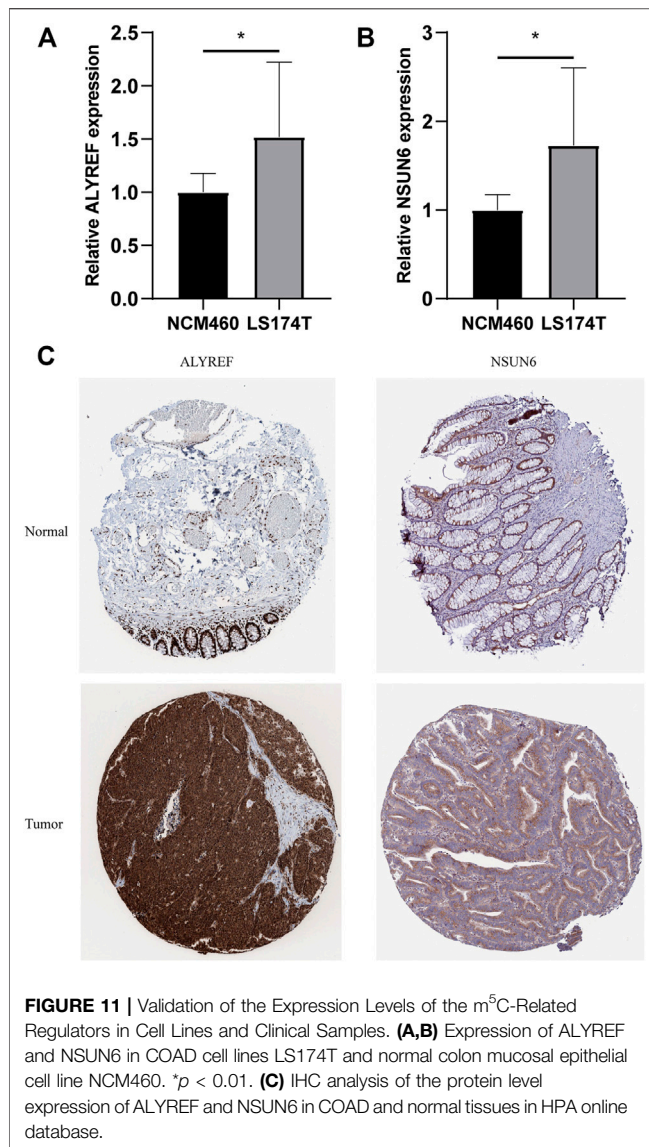 A
B
2.5
2.0
1.5
1.0
0.5
0.0
Relative ALYREF expression
*
NCM460 LS174T
3
2
1
0
Relative NSUN6 expression
*
NCM460 LS174T
C
ALYREF
NSUN6
Normal
Tumor
FIGURE 11 | Validation of the Expression Levels of the m⁵C-Related
Regulators in Cell Lines and Clinical Samples. (A,B) Expression of ALYREF
and NSUN6 in COAD cell lines LS174T and normal colon mucosal epithelial
cell line NCM460. *p < 0.01. (C) IHC analysis of the protein level
expression of ALYREF and NSUN6 in COAD and normal tissues in HPA online
database.